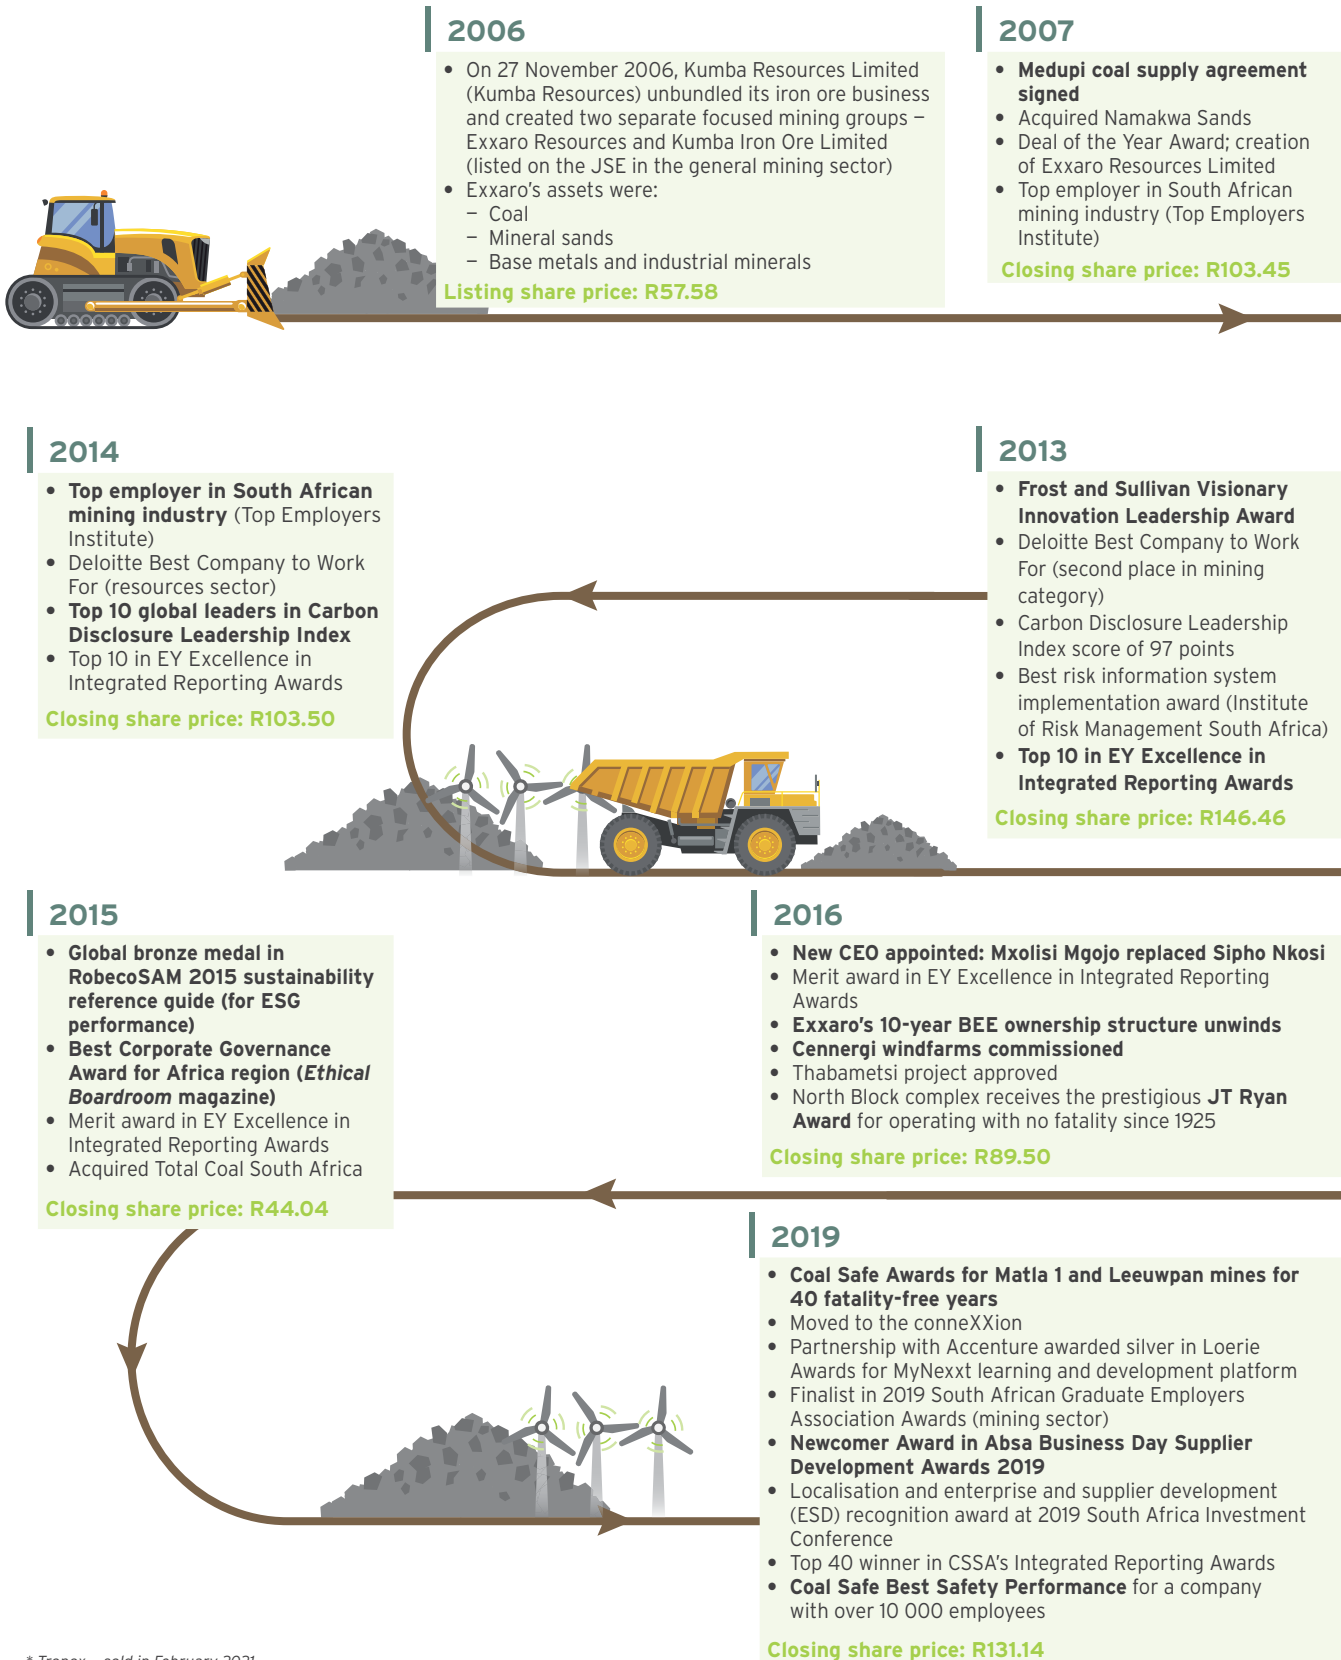 2006
• On 27 November 2006, Kumba Resources Limited
(Kumba Resources) unbundled its iron ore business
and created two separate focused mining groups –
Exxaro Resources and Kumba Iron Ore Limited
(listed on the JSE in the general mining sector)
• Exxaro's assets were:
– Coal
– Mineral sands
– Base metals and industrial minerals
Listing share price: R57.58
2007
• Medupi coal supply agreement
signed
• Acquired Namakwa Sands
• Deal of the Year Award; creation
of Exxaro Resources Limited
• Top employer in South African
mining industry (Top Employers
Institute)
Closing share price: R103.45
2014
• Top employer in South African
mining industry (Top Employers
Institute)
• Deloitte Best Company to Work
For (resources sector)
• Top 10 global leaders in Carbon
Disclosure Leadership Index
• Top 10 in EY Excellence in
Integrated Reporting Awards
Closing share price: R103.50
2013
• Frost and Sullivan Visionary
Innovation Leadership Award
• Deloitte Best Company to Work
For (second place in mining
category)
• Carbon Disclosure Leadership
Index score of 97 points
• Best risk information system
implementation award (Institute
of Risk Management South Africa)
• Top 10 in EY Excellence in
Integrated Reporting Awards
Closing share price: R146.46
2015
• Global bronze medal in
RobecoSAM 2015 sustainability
reference guide (for ESG
performance)
• Best Corporate Governance
Award for Africa region (Ethical
Boardroom magazine)
• Merit award in EY Excellence in
Integrated Reporting Awards
• Acquired Total Coal South Africa
Closing share price: R44.04
2016
• New CEO appointed: Mxolisi Mgojo replaced Sipho Nkosi
• Merit award in EY Excellence in Integrated Reporting
Awards
• Exxaro's 10-year BEE ownership structure unwinds
• Cennergi windfarms commissioned
• Thabametsi project approved
• North Block complex receives the prestigious JT Ryan
Award for operating with no fatality since 1925
Closing share price: R89.50
2019
• Coal Safe Awards for Matla 1 and Leeuwpan mines for
40 fatality-free years
• Moved to the conneXXion
• Partnership with Accenture awarded silver in Loerie
Awards for MyNexxt learning and development platform
• Finalist in 2019 South African Graduate Employers
Association Awards (mining sector)
• Newcomer Award in Absa Business Day Supplier
Development Awards 2019
• Localisation and enterprise and supplier development
(ESD) recognition award at 2019 South Africa Investment
Conference
• Top 40 winner in CSSA's Integrated Reporting Awards
• Coal Safe Best Safety Performance for a company
with over 10 000 employees
Closing share price: R131.14
* Tronox – sold in February 2021